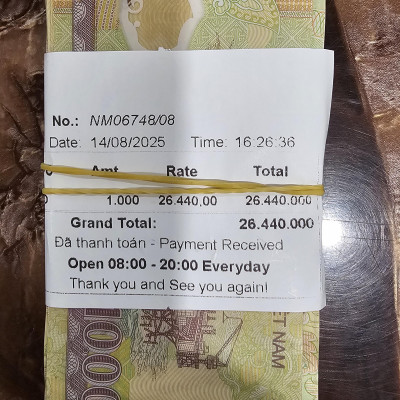 No.: NM06748/08
Date: 14/08/2025 Time: 16:26:36
Amt Rate Total
1.000 26.440,00 26.440.000
Grand Total: 26.440.000
Đã thanh toán - Payment Received
Open 08:00 - 20:00 Everyday
Thank you and See you again!
VIỆT NAM